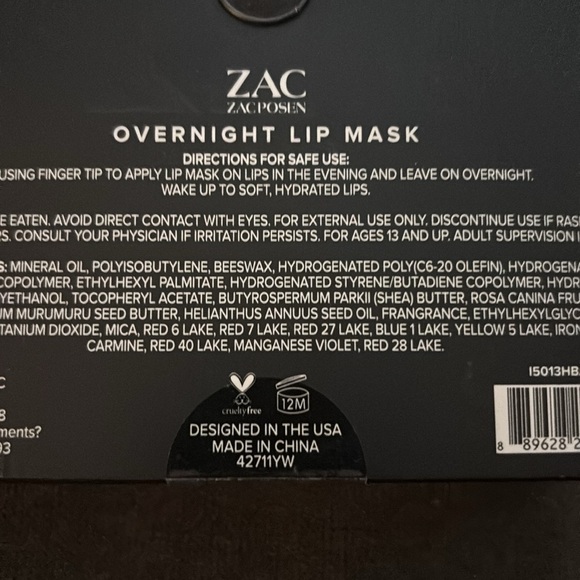 ZAC
ZAC POSEN
OVERNIGHT LIP MASK
DIRECTIONS FOR SAFE USE:
USING FINGER TIP TO APPLY LIP MASK ON LIPS IN THE EVENING AND LEAVE ON OVERNIGHT.
WAKE UP TO SOFT, HYDRATED LIPS.
E EATEN. AVOID DIRECT CONTACT WITH EYES. FOR EXTERNAL USE ONLY. DISCONTINUE USE IF RAS
RS. CONSULT YOUR PHYSICIAN IF IRRITATION PERSISTS. FOR AGES 13 AND UP. ADULT SUPERVISION
S: MINERAL OIL, POLYISOBUTYLENE, BEESWAX, HYDROGENATED POLY(C6-20 OLEFIN), HYDROGENA
COPOLYMER, ETHYLHEXYL PALMITATE, HYDROGENATED STYRENE/BUTADIENE COPOLYMER, HYDR
YETHANOL, TOCOPHERYL ACETATE, BUTYROSPERMUM PARKII (SHEA) BUTTER, ROSA CANINA FRU
UM MURUMURU SEED BUTTER, HELIANTHUS ANNUUS SEED OIL, FRANGRANCE, ETHYLHEXYLGLYC
TANIUM DIOXIDE, MICA, RED 6 LAKE, RED 7 LAKE, RED 27 LAKE, BLUE 1 LAKE, YELLOW 5 LAKE, IRON
CARMINE, RED 40 LAKE, MANGANESE VIOLET, RED 28 LAKE.
I5013HB
C
8
ments?
93
crueltyfree
12M
DESIGNED IN THE USA
MADE IN CHINA
42711YW
8 89628 2